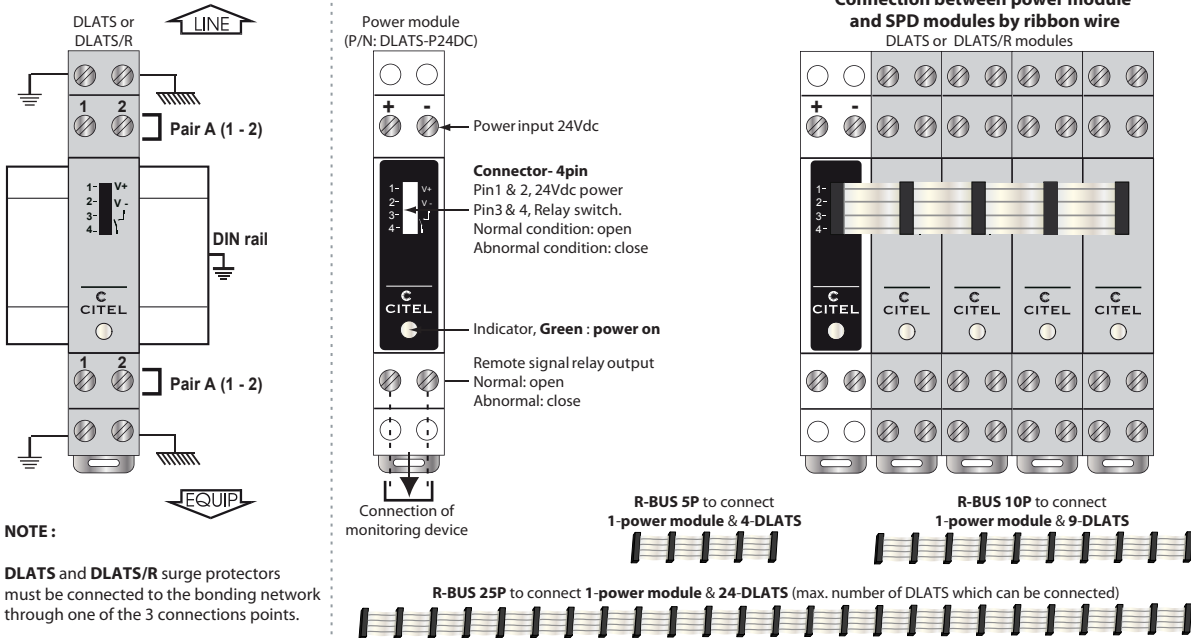 DLATS or
DLATS/R
LINE
1 2
Pair A (1 - 2)
1- V+
2- V -
3-
4-
DIN rail
C
CITEL
1 2
Pair A (1 - 2)
EQUIP
NOTE :
DLATS and DLATS/R surge protectors
must be connected to the bonding network
through one of the 3 connections points.
Power module
(P/N: DLATS-P24DC)
+ -
Power input 24Vdc
Connector- 4pin
Pin1 & 2, 24Vdc power
Pin3 & 4, Relay switch.
Normal condition: open
Abnormal condition: close
1- V+
2- V -
3-
4-
C
CITEL
Indicator, Green : power on
Remote signal relay output
Normal: open
Abnormal: close
Connection of
monitoring device
Connection between power module
and SPD modules by ribbon wire
DLATS or DLATS/R modules
+ -
1-
2-
3-
4-
C C C C C
CITEL CITEL CITEL CITEL CITEL
R-BUS 5P to connect
1-power module & 4-DLATS
R-BUS 10P to connect
1-power module & 9-DLATS
R-BUS 25P to connect 1-power module & 24-DLATS (max. number of DLATS which can be connected)